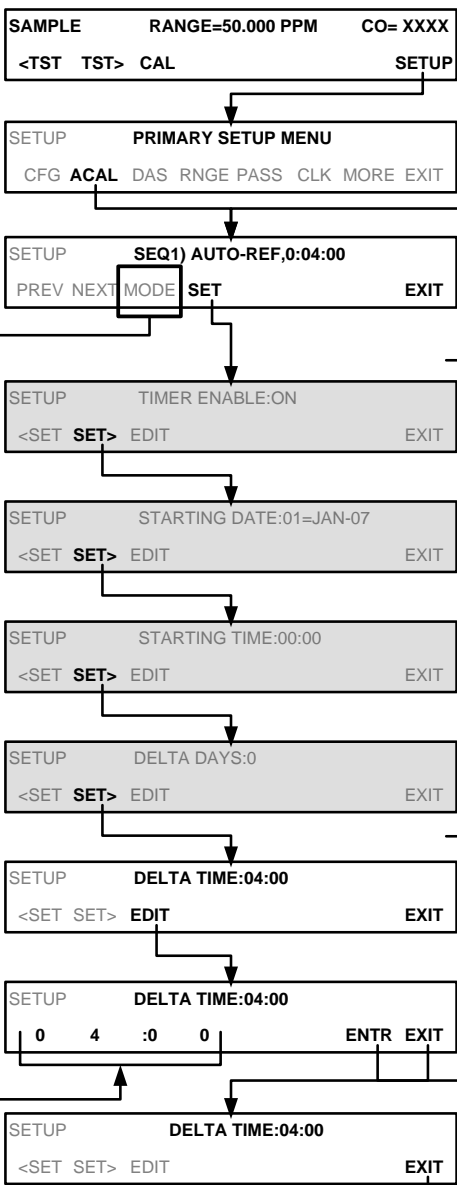 SAMPLE RANGE=50.000 PPM CO= XXXX
<TST TST> CAL SETUP
SETUP PRIMARY SETUP MENU
CFG ACAL DAS RNGE PASS CLK MORE EXIT
SETUP SEQ1) AUTO-REF,0:04:00
PREV NEXT MODE SET EXIT
SETUP TIMER ENABLE:ON
<SET SET> EDIT EXIT
SETUP STARTING DATE:01=JAN-07
<SET SET> EDIT EXIT
SETUP STARTING TIME:00:00
<SET SET> EDIT EXIT
SETUP DELTA DAYS:0
<SET SET> EDIT EXIT
SETUP DELTA TIME:04:00
<SET SET> EDIT EXIT
SETUP DELTA TIME:04:00
0 4 :0 0 ENTR EXIT
SETUP DELTA TIME:04:00
<SET SET> EDIT EXIT